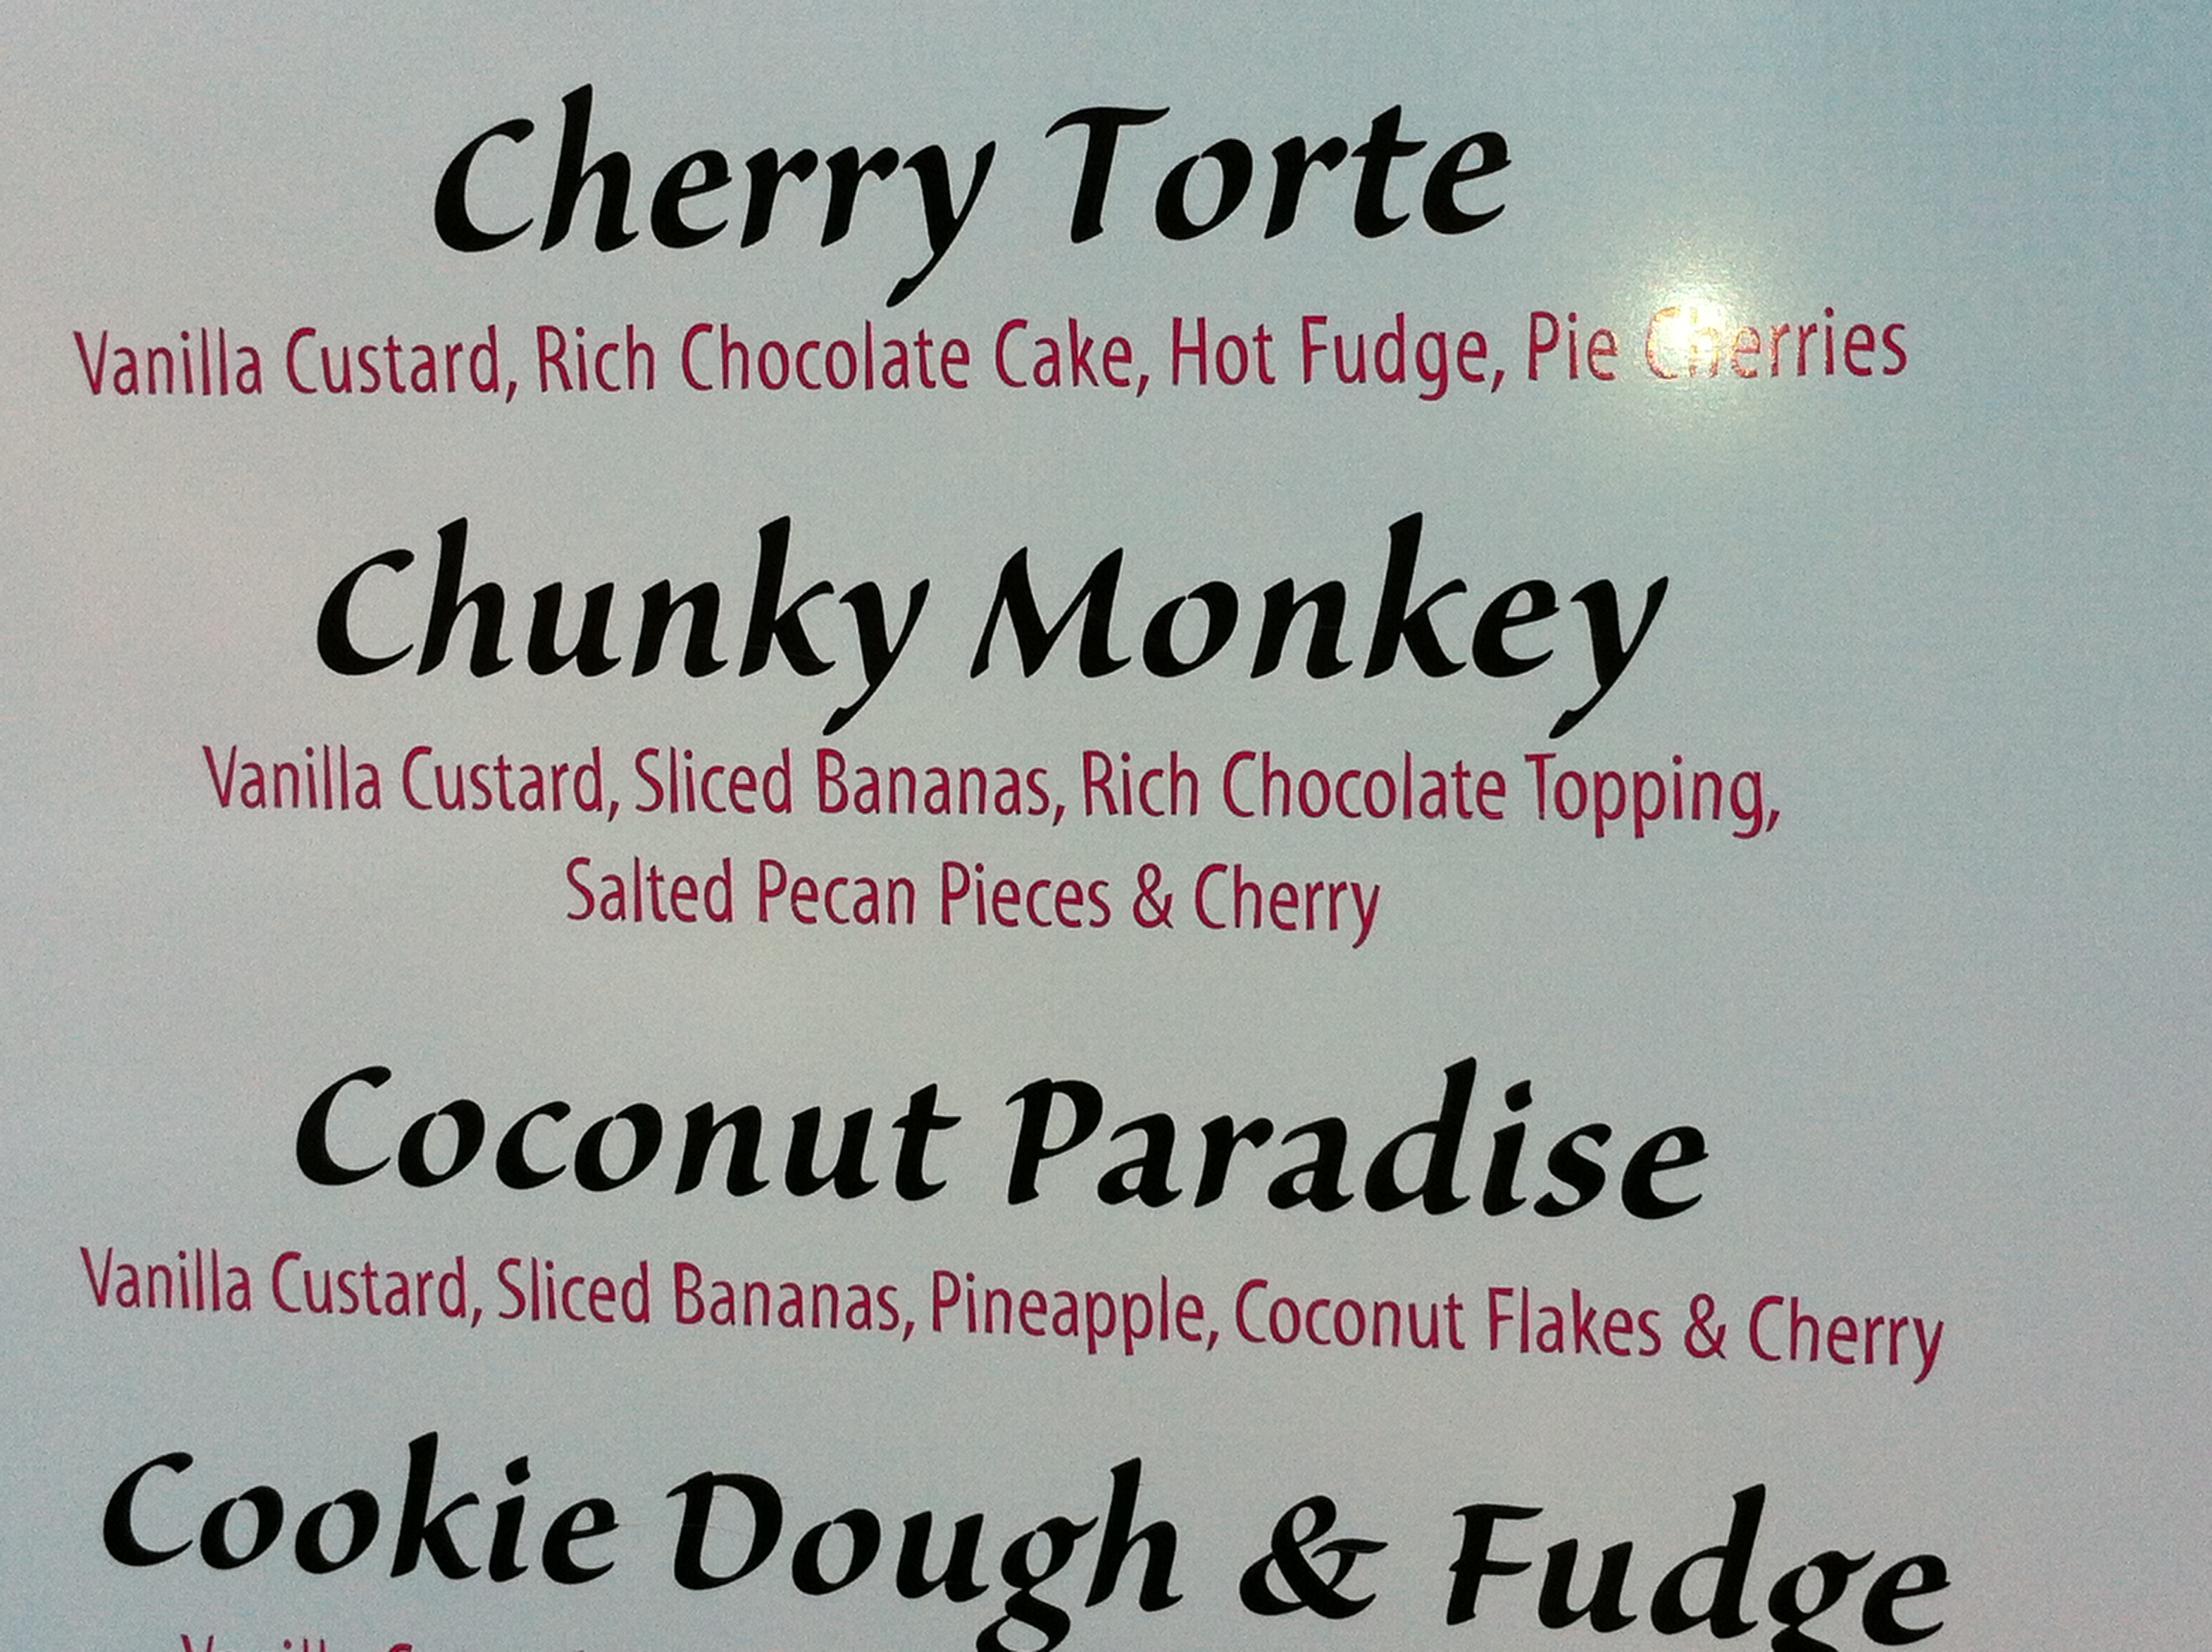 Cherry Torte
Vanilla Custard, Rich Chocolate Cake, Hot Fudge, Pie Cherries
Chunky Monkey
Vanilla Custard, Sliced Bananas, Rich Chocolate Topping,
Salted Pecan Pieces & Cherry
Coconut Paradise
Vanilla Custard, Sliced Bananas, Pineapple, Coconut Flakes & Cherry
Cookie Dough & Fudge